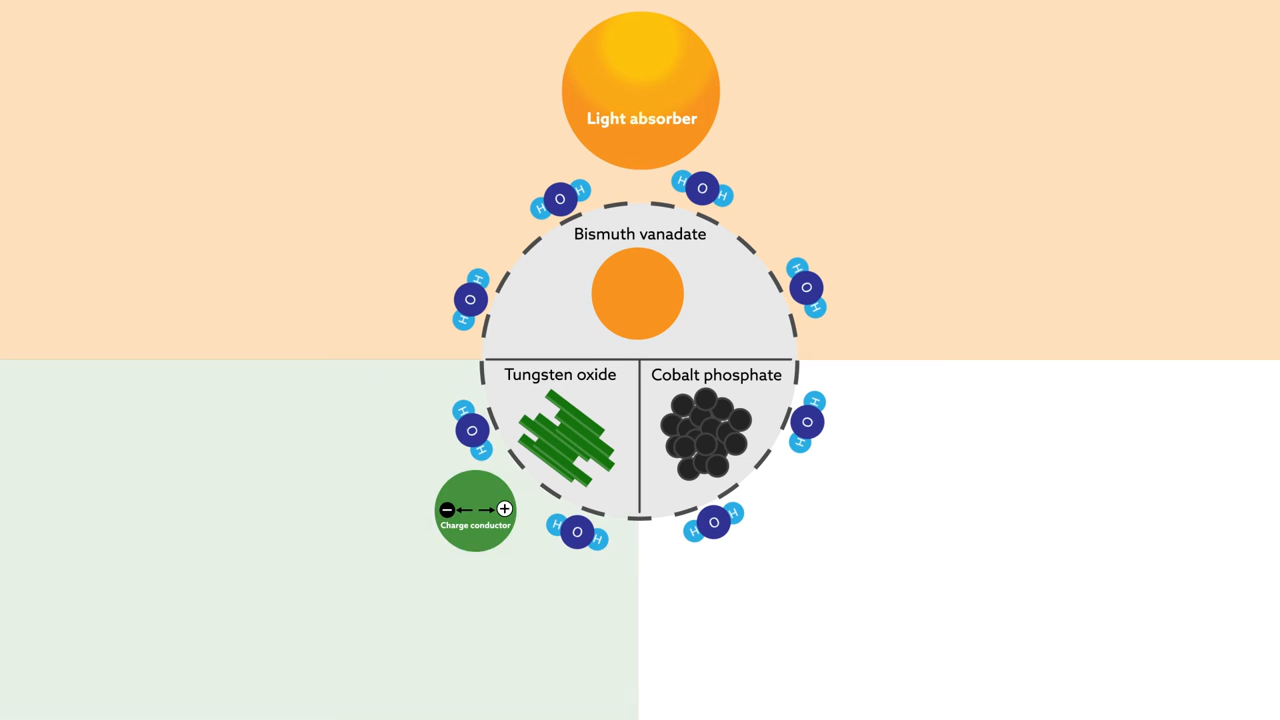 Light absorber
H O H
H O H
Bismuth vanadate
H O H
H O H
Tungsten oxide
Cobalt phosphate
H O H
H O H
− +
Charge conductor
H O H
H O H